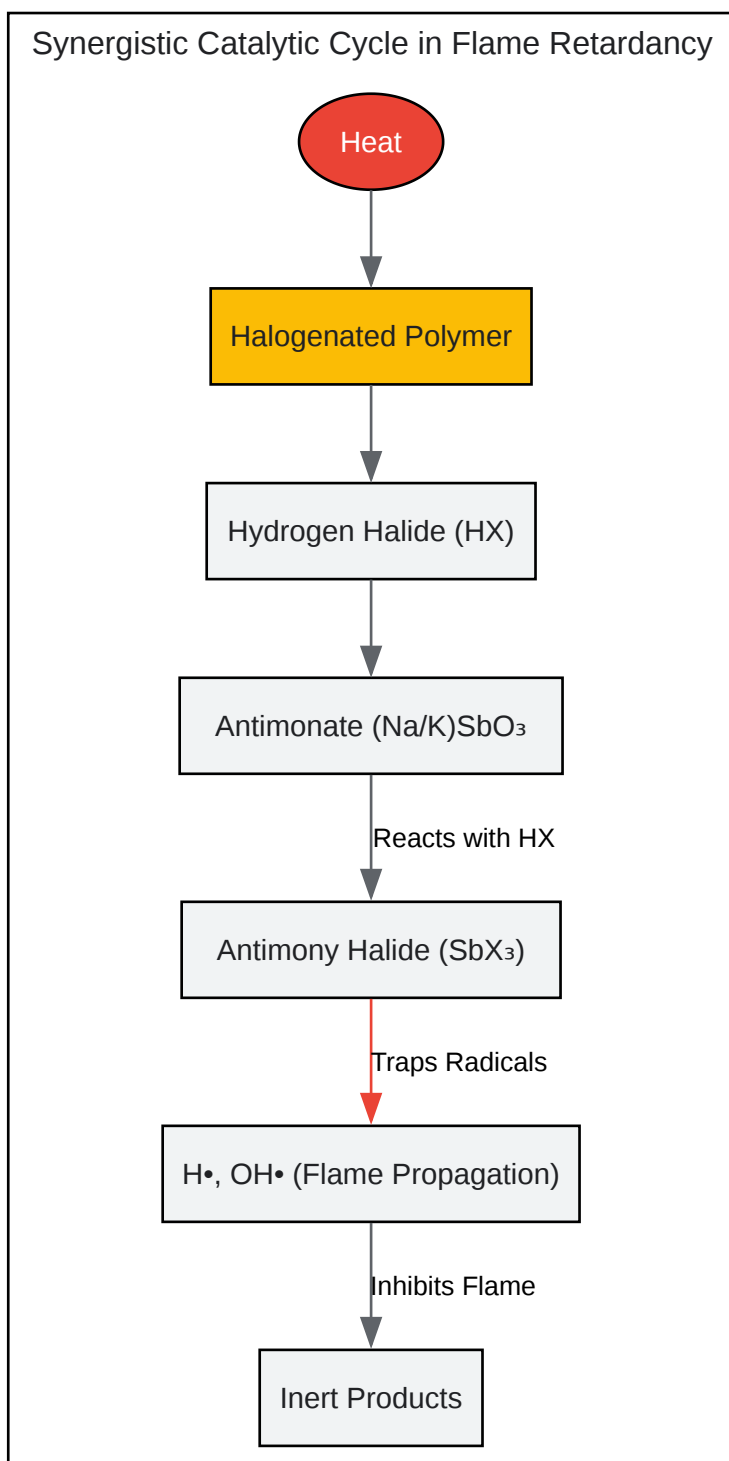 Synergistic Catalytic Cycle in Flame Retardancy
Heat
Halogenated Polymer
Hydrogen Halide (HX)
Antimonate (Na/K)SbO₃
Reacts with HX
Antimony Halide (SbX₃)
Traps Radicals
H•, OH• (Flame Propagation)
Inhibits Flame
Inert Products